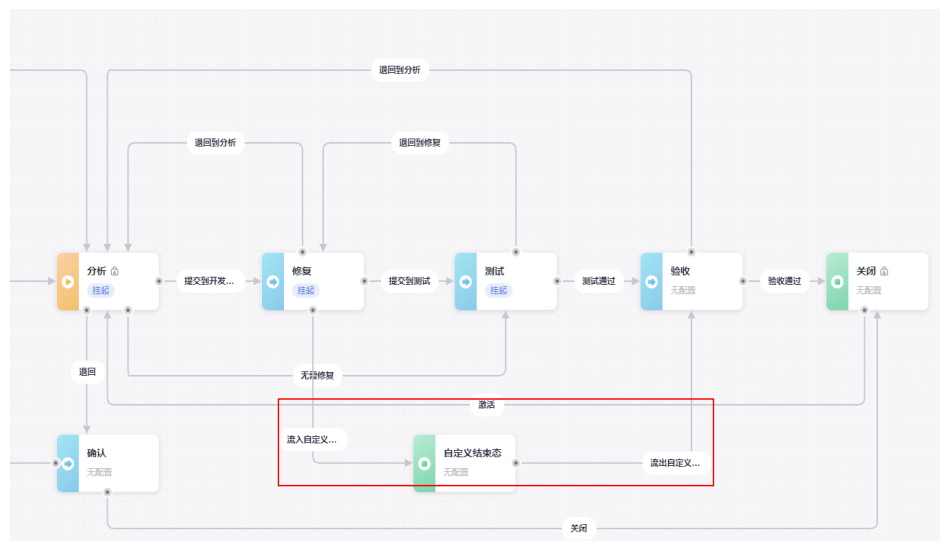 退回到分析
退回到分析
退回到修复
分析
挂起
提交到开发...
修复
挂起
提交到测试
测试
挂起
测试通过
验收
无配置
验收通过
关闭
无配置
退回
无需修复
激活
流入自定义...
确认
无配置
自定义结束态
无配置
流出自定义...
关闭